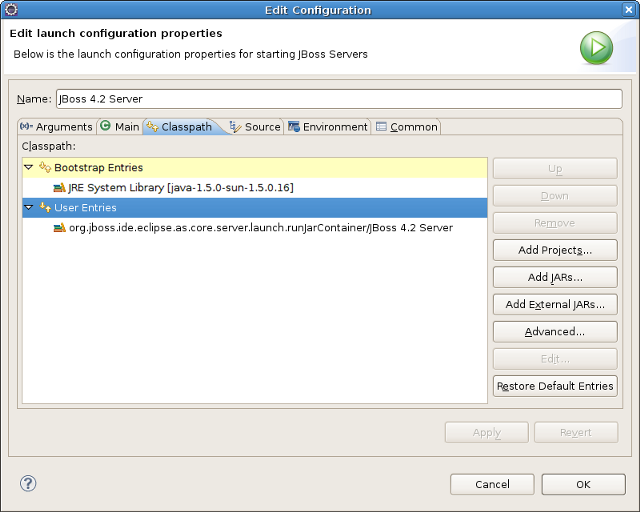 Edit Configuration
Edit launch configuration properties
Below is the launch configuration properties for starting JBoss Servers
Name: JBoss 4.2 Server
Arguments Main Classpath Source Environment Common
Classpath:
Bootstrap Entries
JRE System Library [java-1.5.0-sun-1.5.0.16]
User Entries
org.jboss.ide.eclipse.as.core.server.launch.runJarContainer/JBoss 4.2 Server
Up
Down
Remove
Add Projects...
Add JARs...
Add External JARs...
Advanced...
Edit...
Restore Default Entries
Apply Revert
Cancel OK